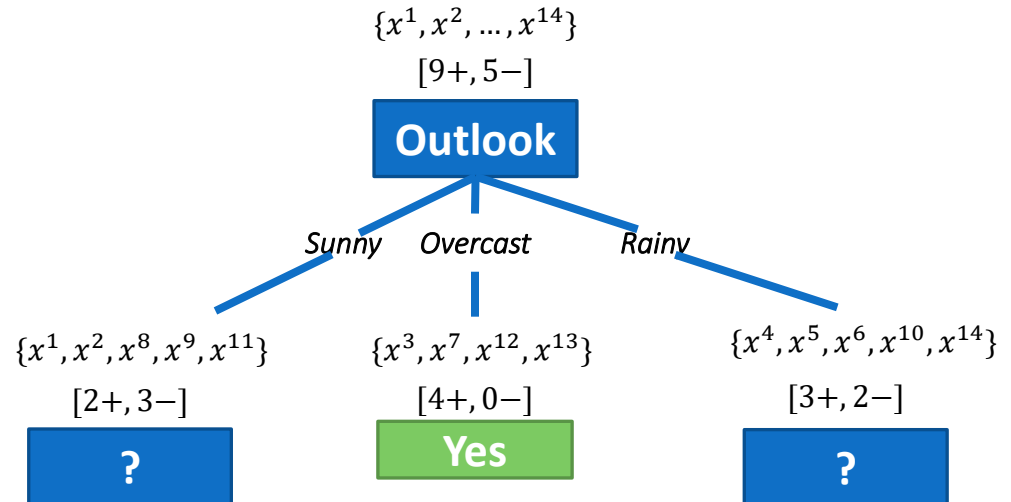 {x¹, x², …, x¹⁴}
[9+, 5−]
Outlook
Sunny Overcast Rainy
{x¹, x², x⁸, x⁹, x¹¹} {x³, x⁷, x¹², x¹³} {x⁴, x⁵, x⁶, x¹⁰, x¹⁴}
[2+, 3−] [4+, 0−] [3+, 2−]
? Yes ?